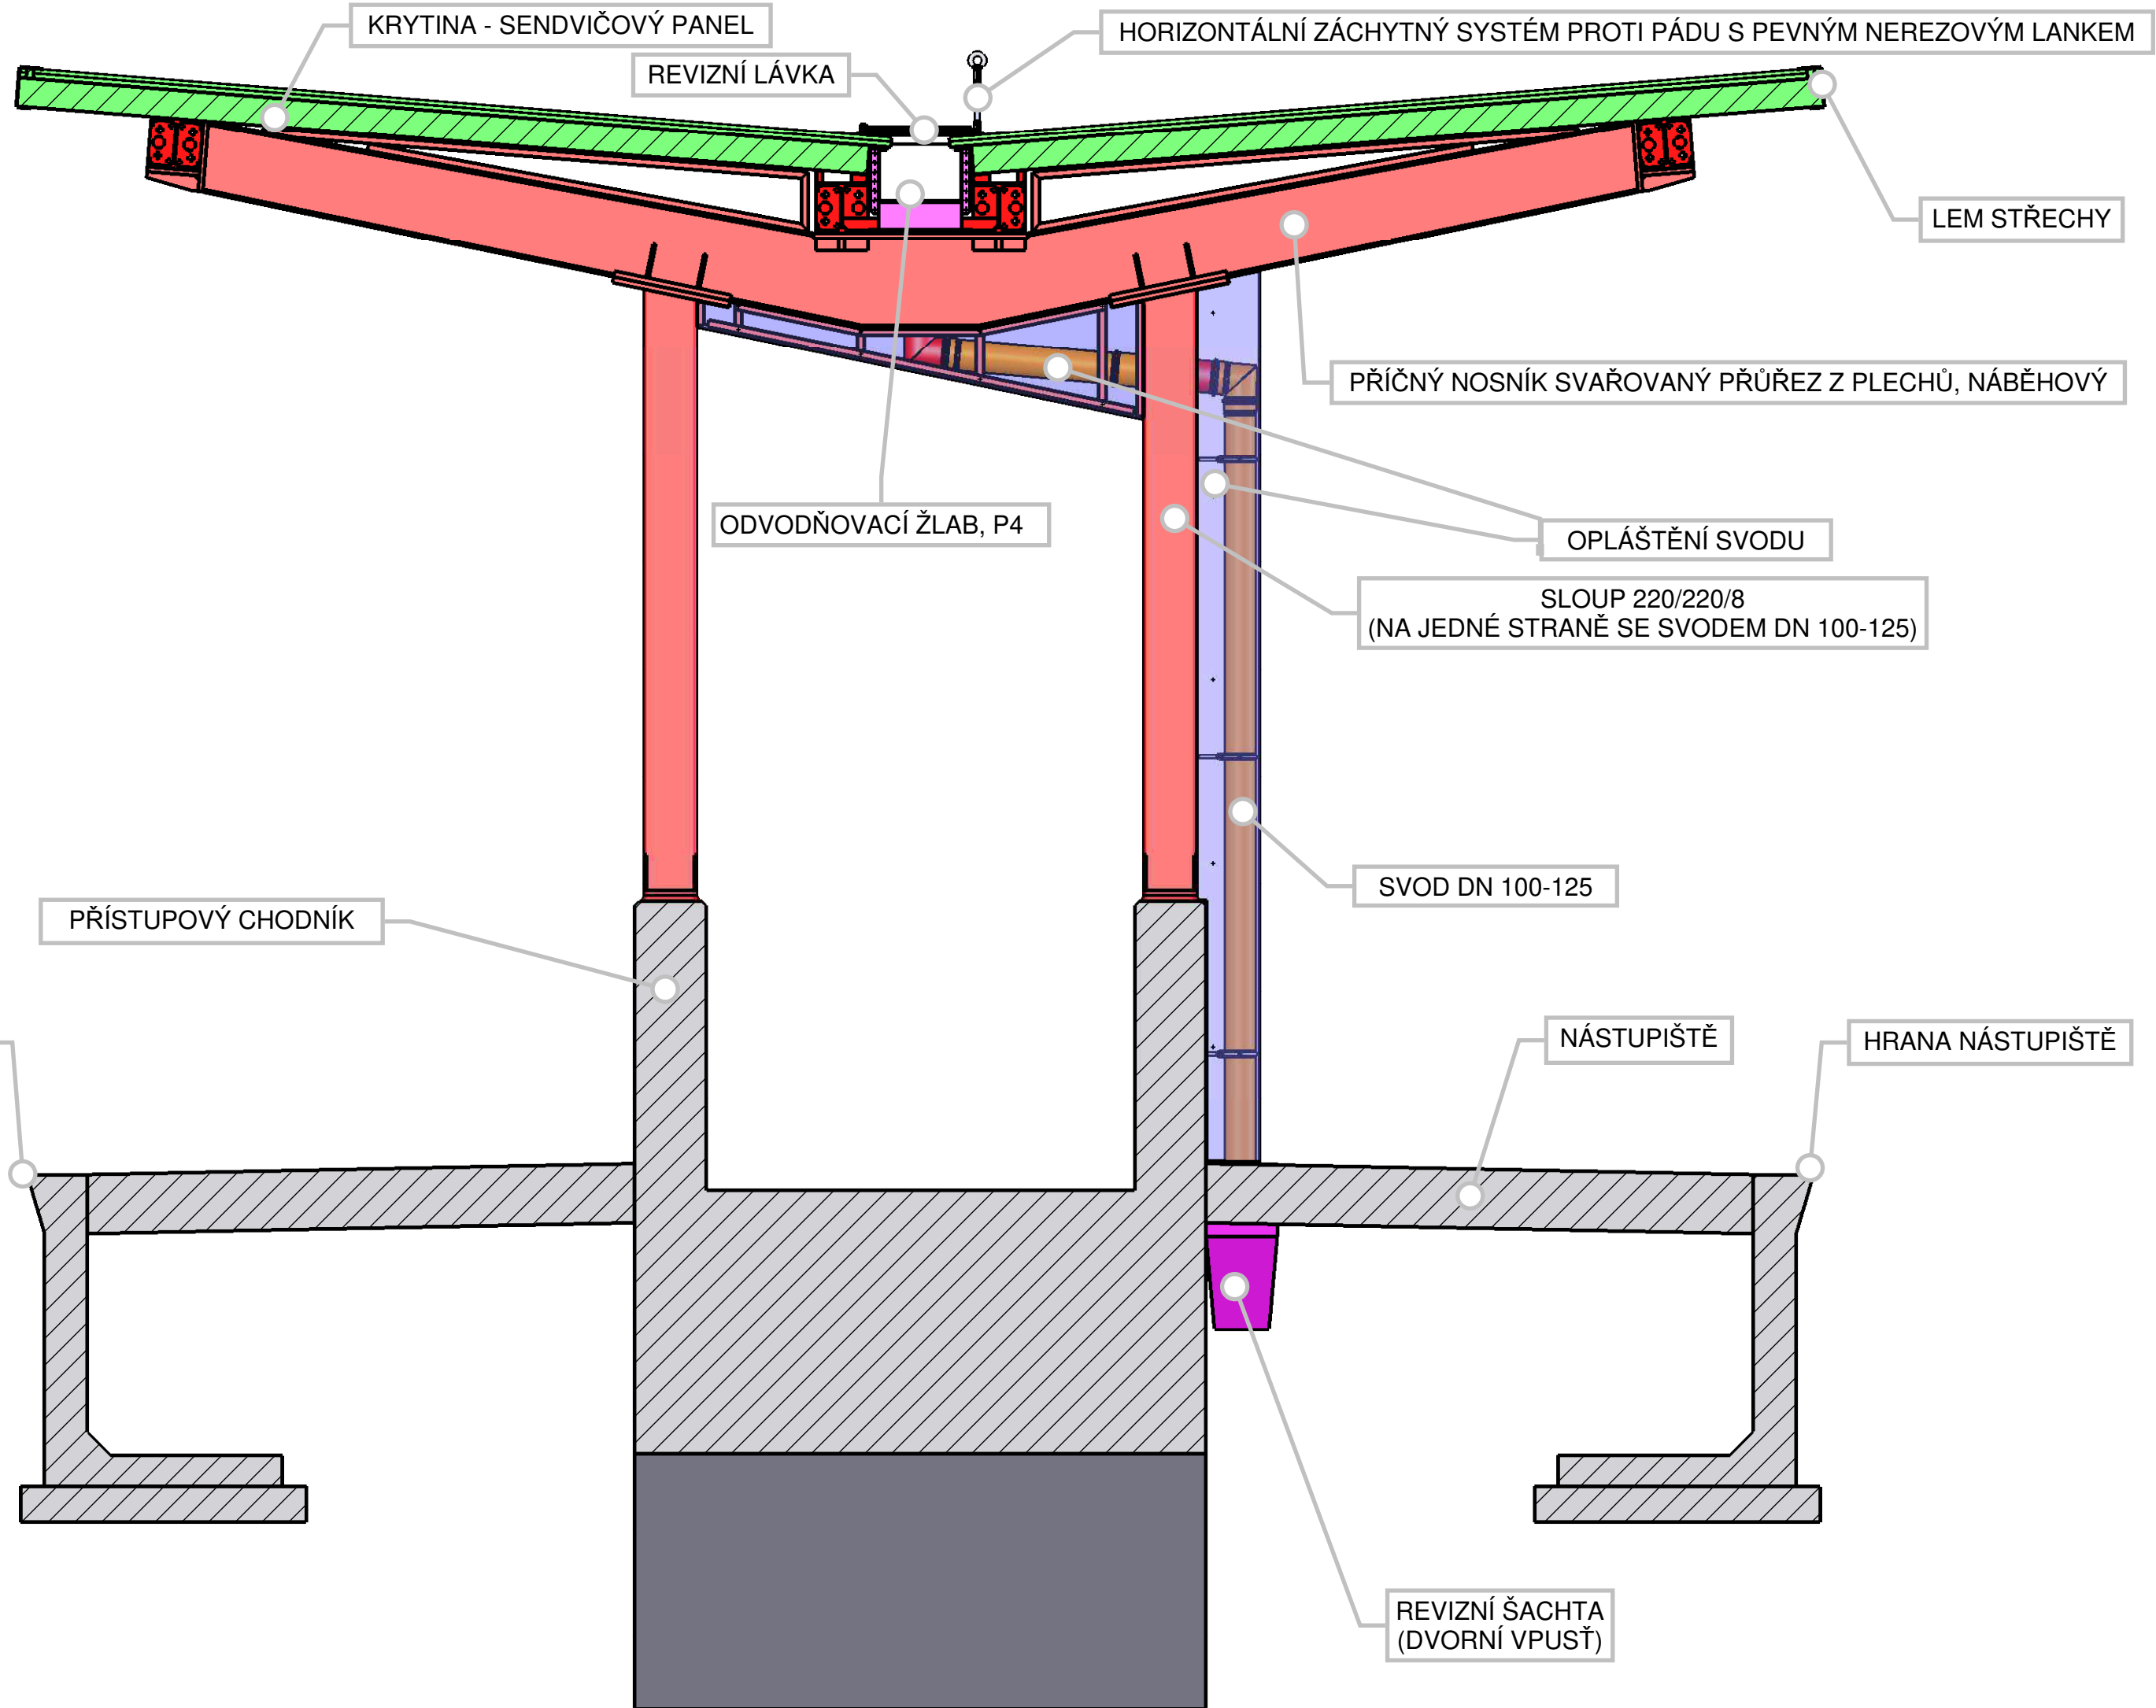 KRYTINA - SENDVIČOVÝ PANEL
HORIZONTÁLNÍ ZÁCHYTNÝ SYSTÉM PROTI PÁDU S PEVNÝM NEREZOVÝM LANKEM
REVIZNÍ LÁVKA
LEM STŘECHY
PŘÍČNÝ NOSNÍK SVAŘOVANÝ PRŮŘEZ Z PLECHŮ, NÁBĚHOVÝ
ODVODŇOVACÍ ŽLAB, P4
OPLÁŠTĚNÍ SVODU
SLOUP 220/220/8
(NA JEDNÉ STRANĚ SE SVODEM DN 100-125)
SVOD DN 100-125
PŘÍSTUPOVÝ CHODNÍK
NÁSTUPIŠTĚ
HRANA NÁSTUPIŠTĚ
REVIZNÍ ŠACHTA
(DVORNÍ VPUSŤ)